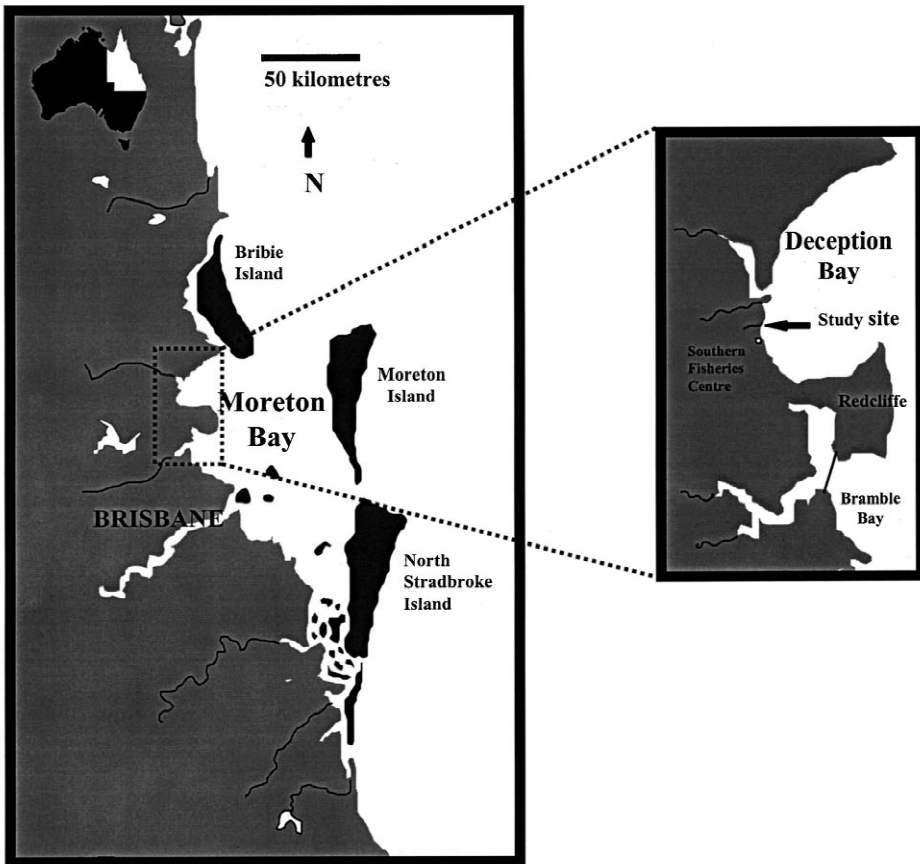 50 kilometres
N
Bribie
Island
Moreton
Island
Moreton
Bay
BRISBANE
North
Stradbroke
Island
Deception
Bay
Study site
Southern
Fisheries
Centre
Redcliffe
Bramble
Bay